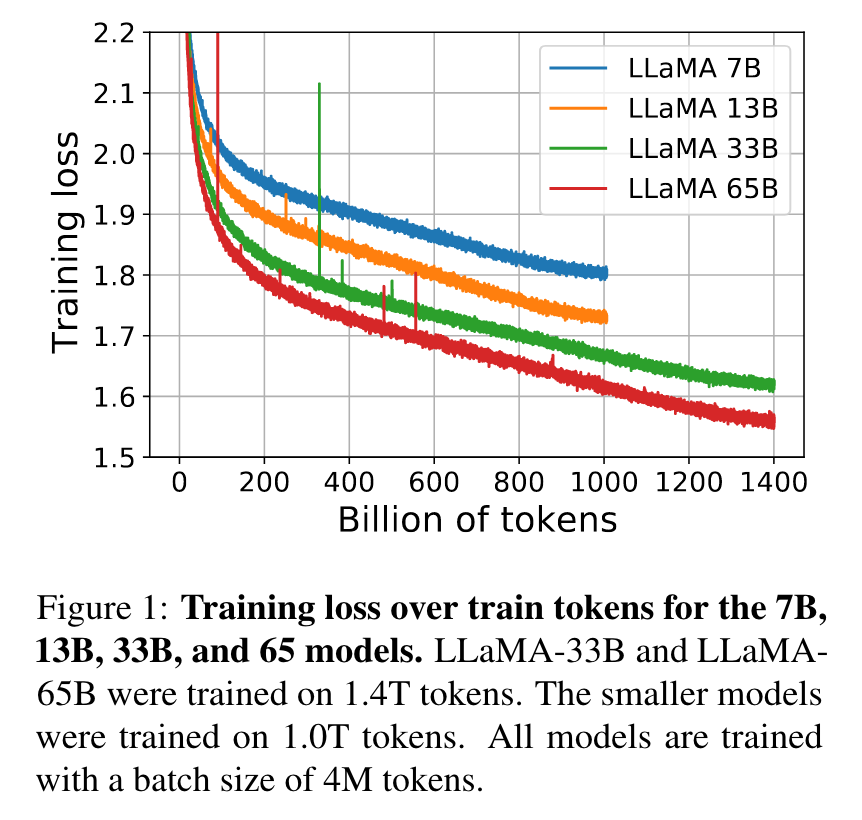 2.2
2.1
2.0
1.9
1.8
1.7
1.6
1.5
Training loss
LLaMA 7B
LLaMA 13B
LLaMA 33B
LLaMA 65B
0 200 400 600 800 1000 1200 1400
Billion of tokens
Figure 1: Training loss over train tokens for the 7B,
13B, 33B, and 65 models. LLaMA-33B and LLaMA-
65B were trained on 1.4T tokens. The smaller models
were trained on 1.0T tokens. All models are trained
with a batch size of 4M tokens.